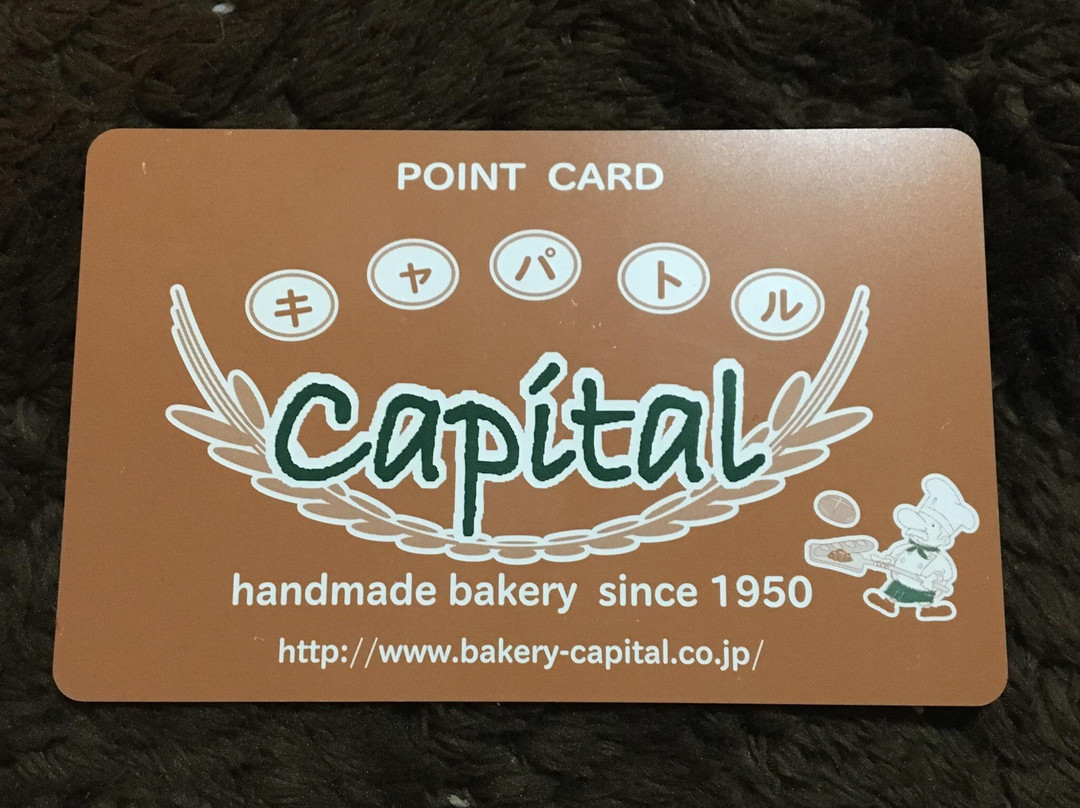 POINT CARD
キャパトル
Capital
handmade bakery since 1950
http://www.bakery-capital.co.jp/